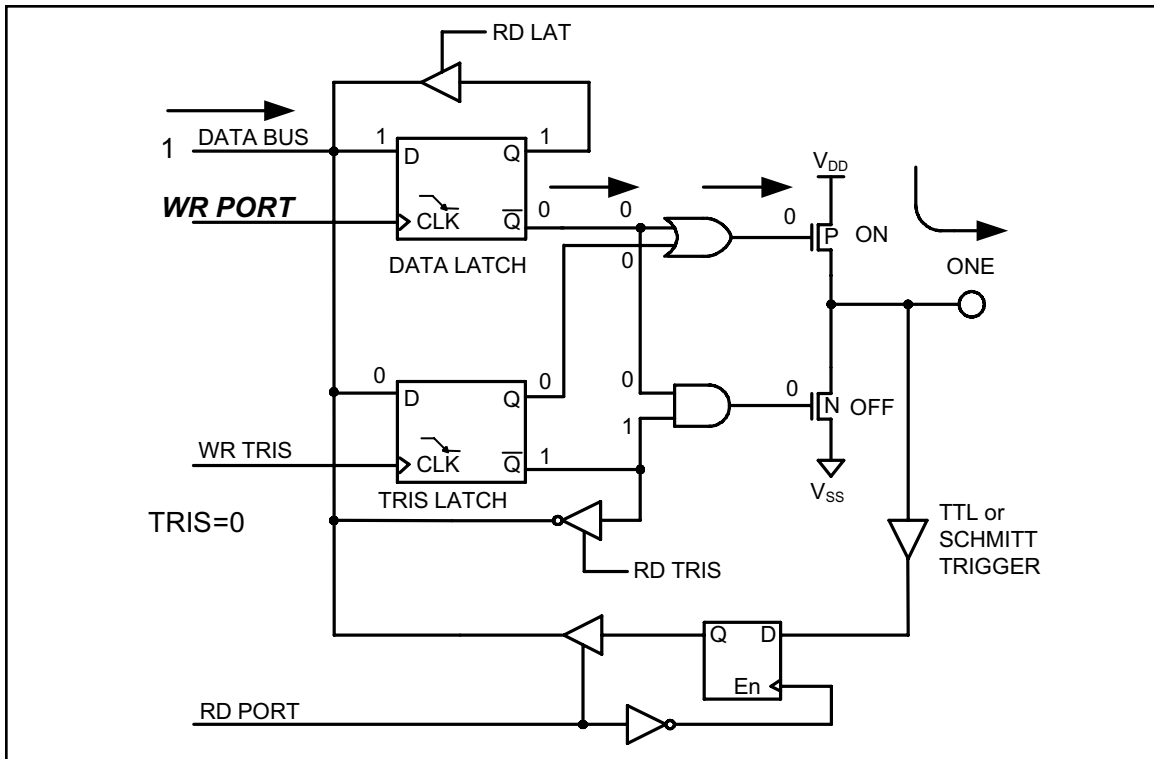 RD LAT
1 DATA BUS
1
D Q
1
WR PORT
CLK Q
0 0
0
DATA LATCH
0
VDD
P ON
ONE
0
D Q
0
WR TRIS
CLK Q
1
TRIS LATCH
TRIS=0
RD TRIS
0
1
0
N OFF
VSS
TTL or
SCHMITT
TRIGGER
Q D
En
RD PORT